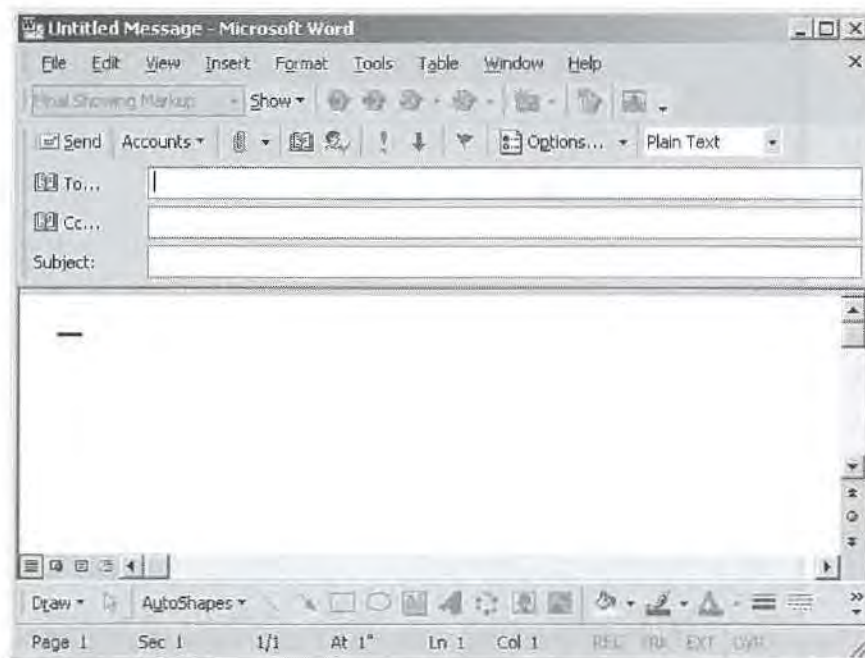 Untitled Message - Microsoft Word
File Edit View Insert Format Tools Table Window Help
Final Showing Markup Show
Send Accounts Options... Plain Text
To...
Cc...
Subject:
Draw AutoShapes
Page 1 Sec 1 1/1 At 1" Ln 1 Col 1 REC TRK EXT OVR